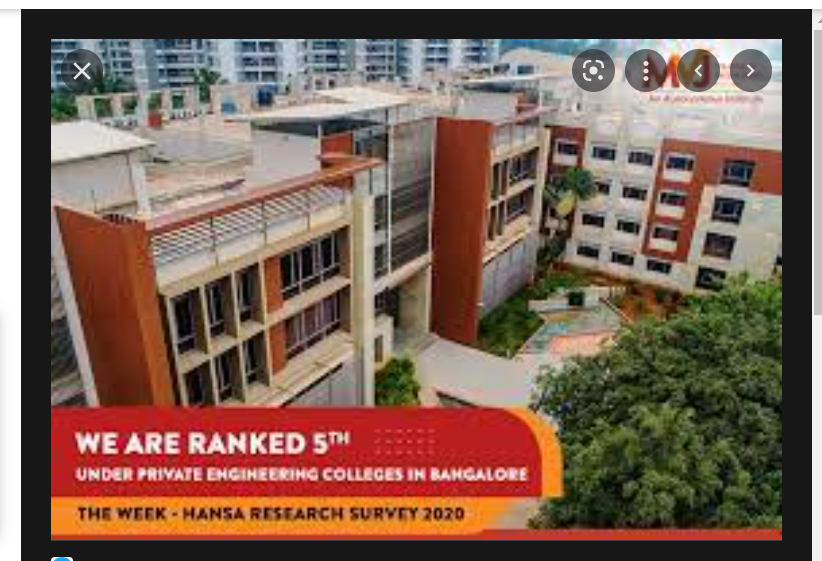 WE ARE RANKED 5TH
UNDER PRIVATE ENGINEERING COLLEGES IN BANGALORE
THE WEEK - HANSA RESEARCH SURVEY 2020